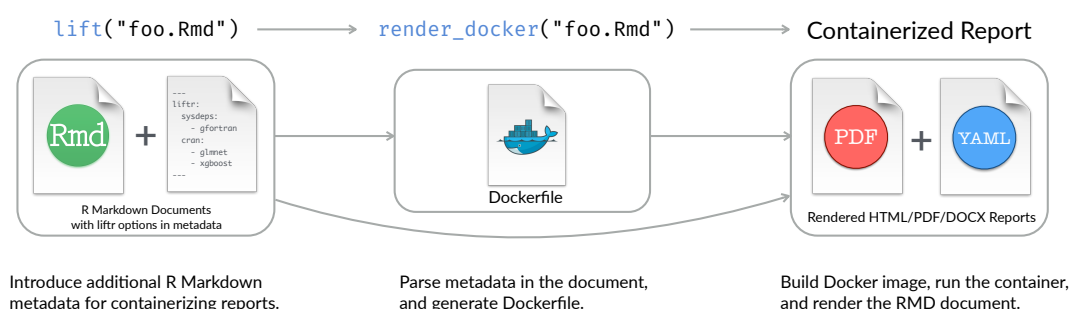 lift("foo.Rmd")
render_docker("foo.Rmd")
Containerized Report
Rmd
+
---
liftr:
  sysdeps:
    - gfortran
  cran:
    - glmnet
    - xgboost
---
R Markdown Documents
with liftr options in metadata
Dockerfile
PDF
+
YAML
Rendered HTML/PDF/DOCX Reports
Introduce additional R Markdown
metadata for containerizing reports.
Parse metadata in the document,
and generate Dockerfile.
Build Docker image, run the container,
and render the RMD document.